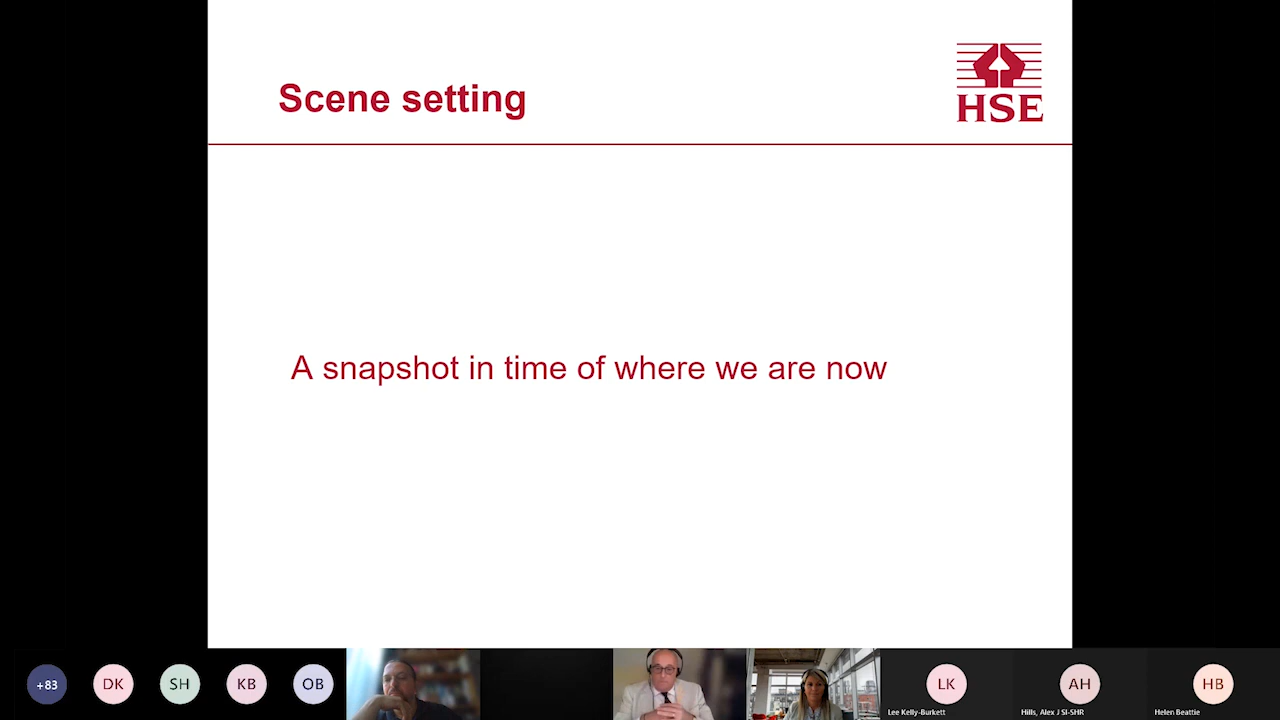 Scene setting
HSE
A snapshot in time of where we are now
+83
DK
SH
KB
OB
LK
Lee Kelly-Burkett
AH
Hills, Alex J SI-SHR
HB
Helen Beattie